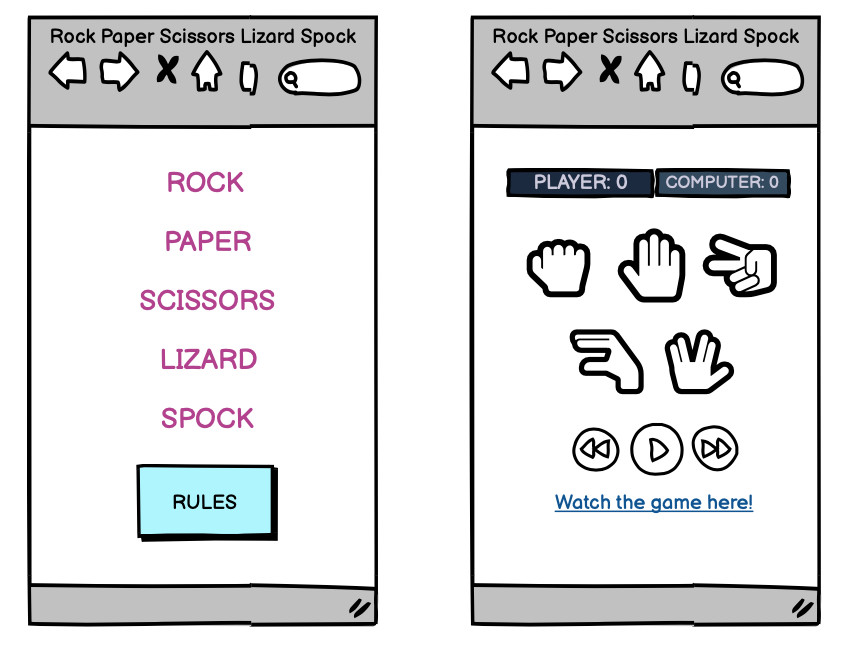 Rock Paper Scissors Lizard Spock
ROCK
PAPER
SCISSORS
LIZARD
SPOCK
RULES
Rock Paper Scissors Lizard Spock
PLAYER: 0 COMPUTER: 0
Watch the game here!